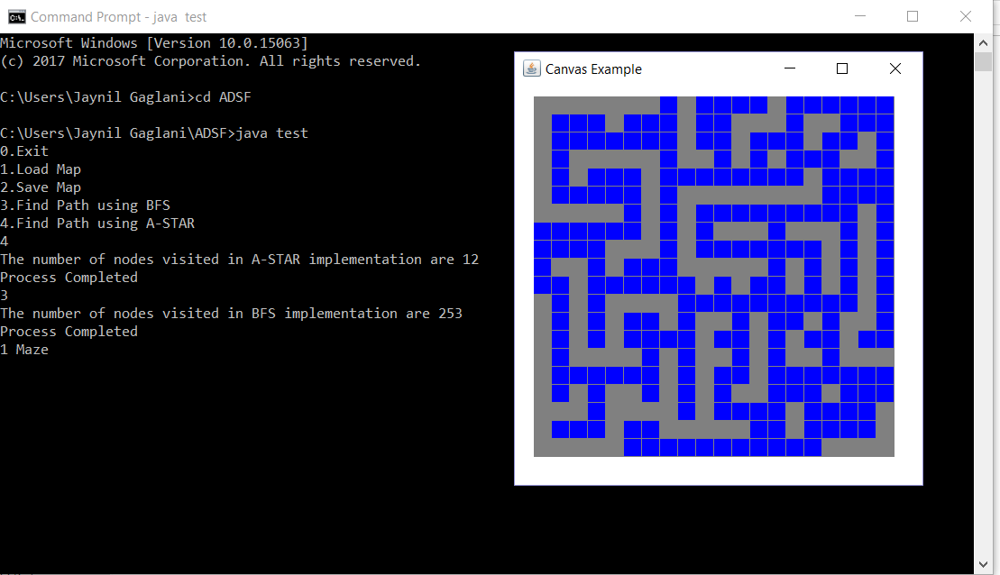 Command Prompt - java  test
Microsoft Windows [Version 10.0.15063]
(c) 2017 Microsoft Corporation. All rights reserved.
C:\Users\Jaynil Gaglani>cd ADSF
C:\Users\Jaynil Gaglani\ADSF>java test
0.Exit
1.Load Map
2.Save Map
3.Find Path using BFS
4.Find Path using A-STAR
4
The number of nodes visited in A-STAR implementation are 12
Process Completed
3
The number of nodes visited in BFS implementation are 253
Process Completed
1 Maze
Canvas Example